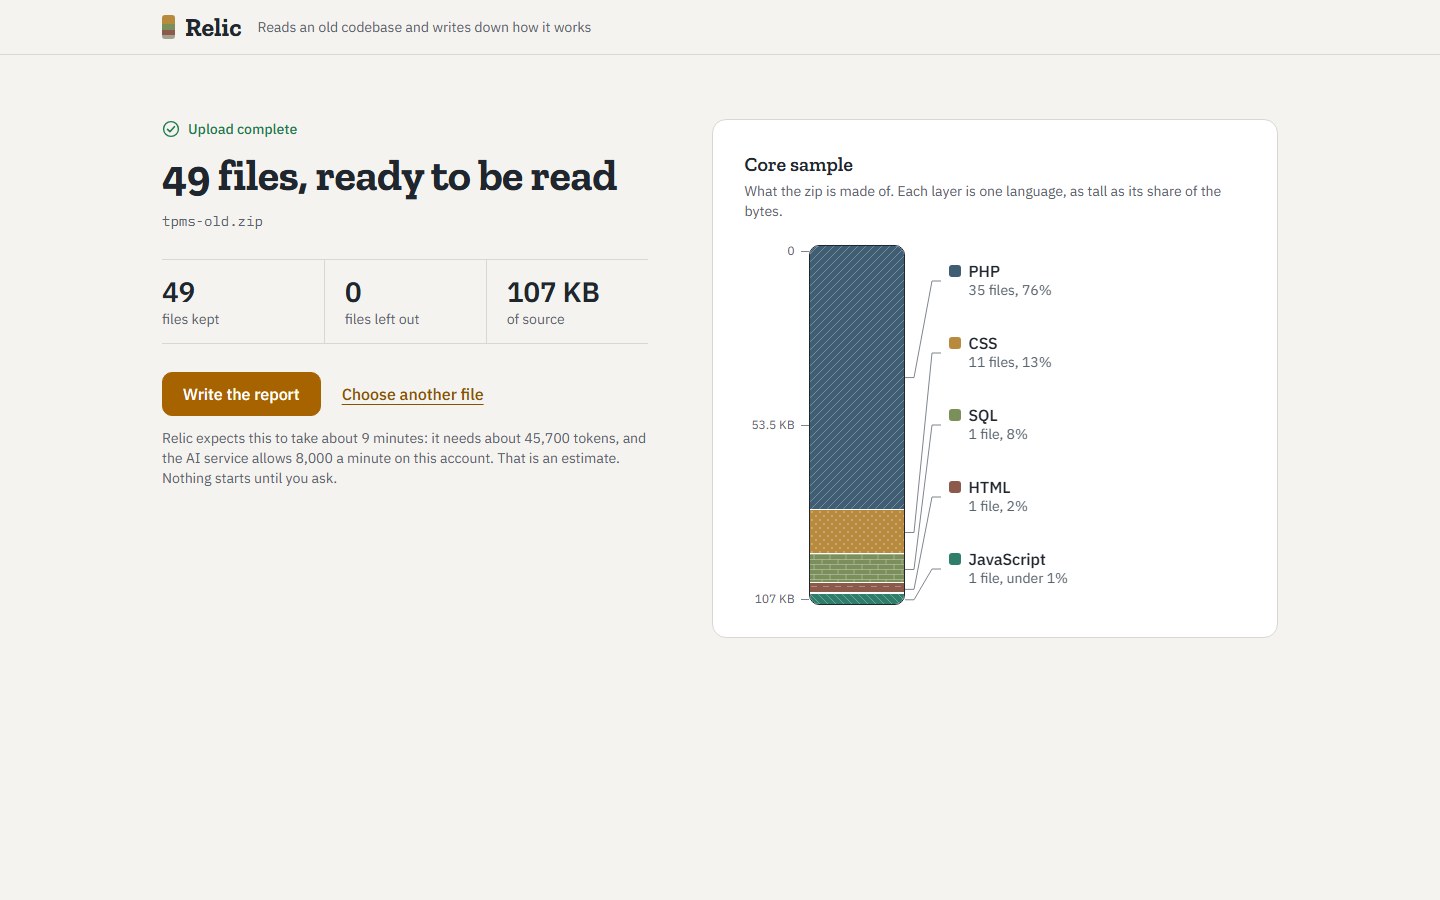 Relic
Reads an old codebase and writes down how it works
Upload complete
49 files, ready to be read
tpms-old.zip
49
files kept
0
files left out
107 KB
of source
Write the report
Choose another file
Relic expects this to take about 9 minutes: it needs about 45,700 tokens, and
the AI service allows 8,000 a minute on this account. That is an estimate.
Nothing starts until you ask.
Core sample
What the zip is made of. Each layer is one language, as tall as its share of the
bytes.
0
53.5 KB
107 KB
PHP
35 files, 76%
CSS
11 files, 13%
SQL
1 file, 8%
HTML
1 file, 2%
JavaScript
1 file, under 1%